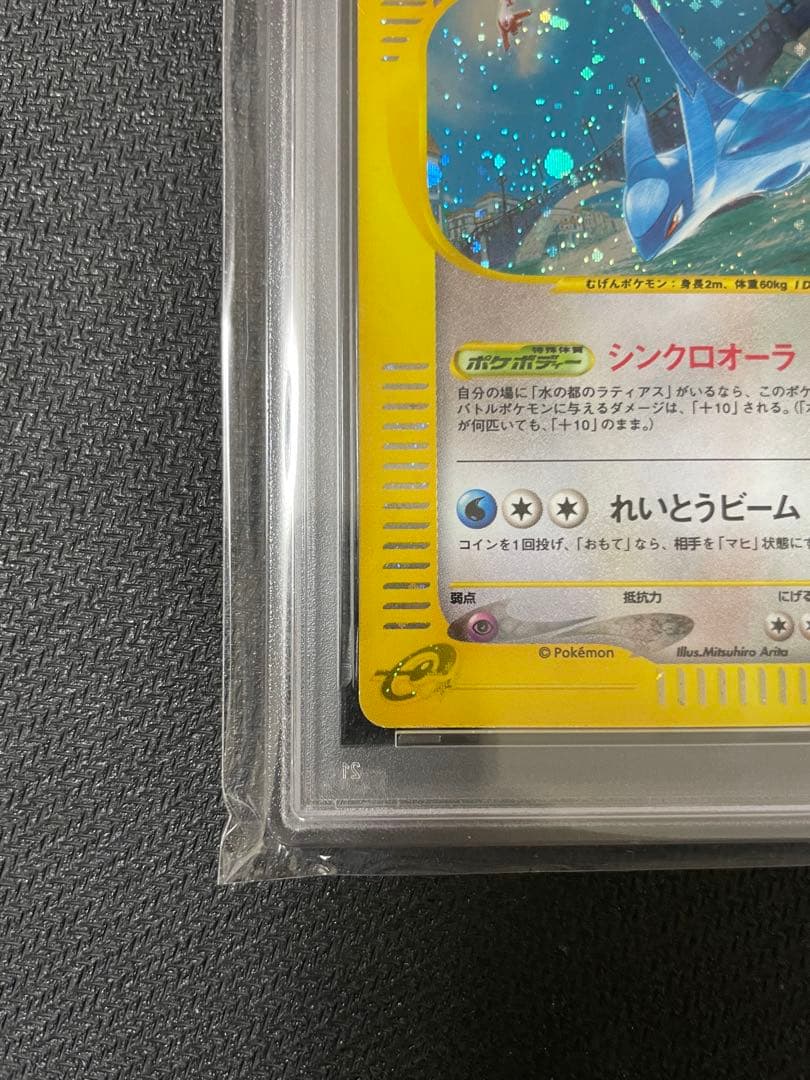 むげんポケモン：身長2m、体重60kg /D
特殊体質
ポケボディー シンクロオーラ
自分の場に「水の都のラティアス」がいるなら、このポケ
バトルポケモンに与えるダメージは、「＋10」される。（「
が何匹いても、「＋10」のまま。）
れいとうビーム
コインを1回投げ、「おもて」なら、相手を「マヒ」状態にす
弱点 抵抗力 にげる
© Pokémon Illus.Mitsuhiro Arita
e
21